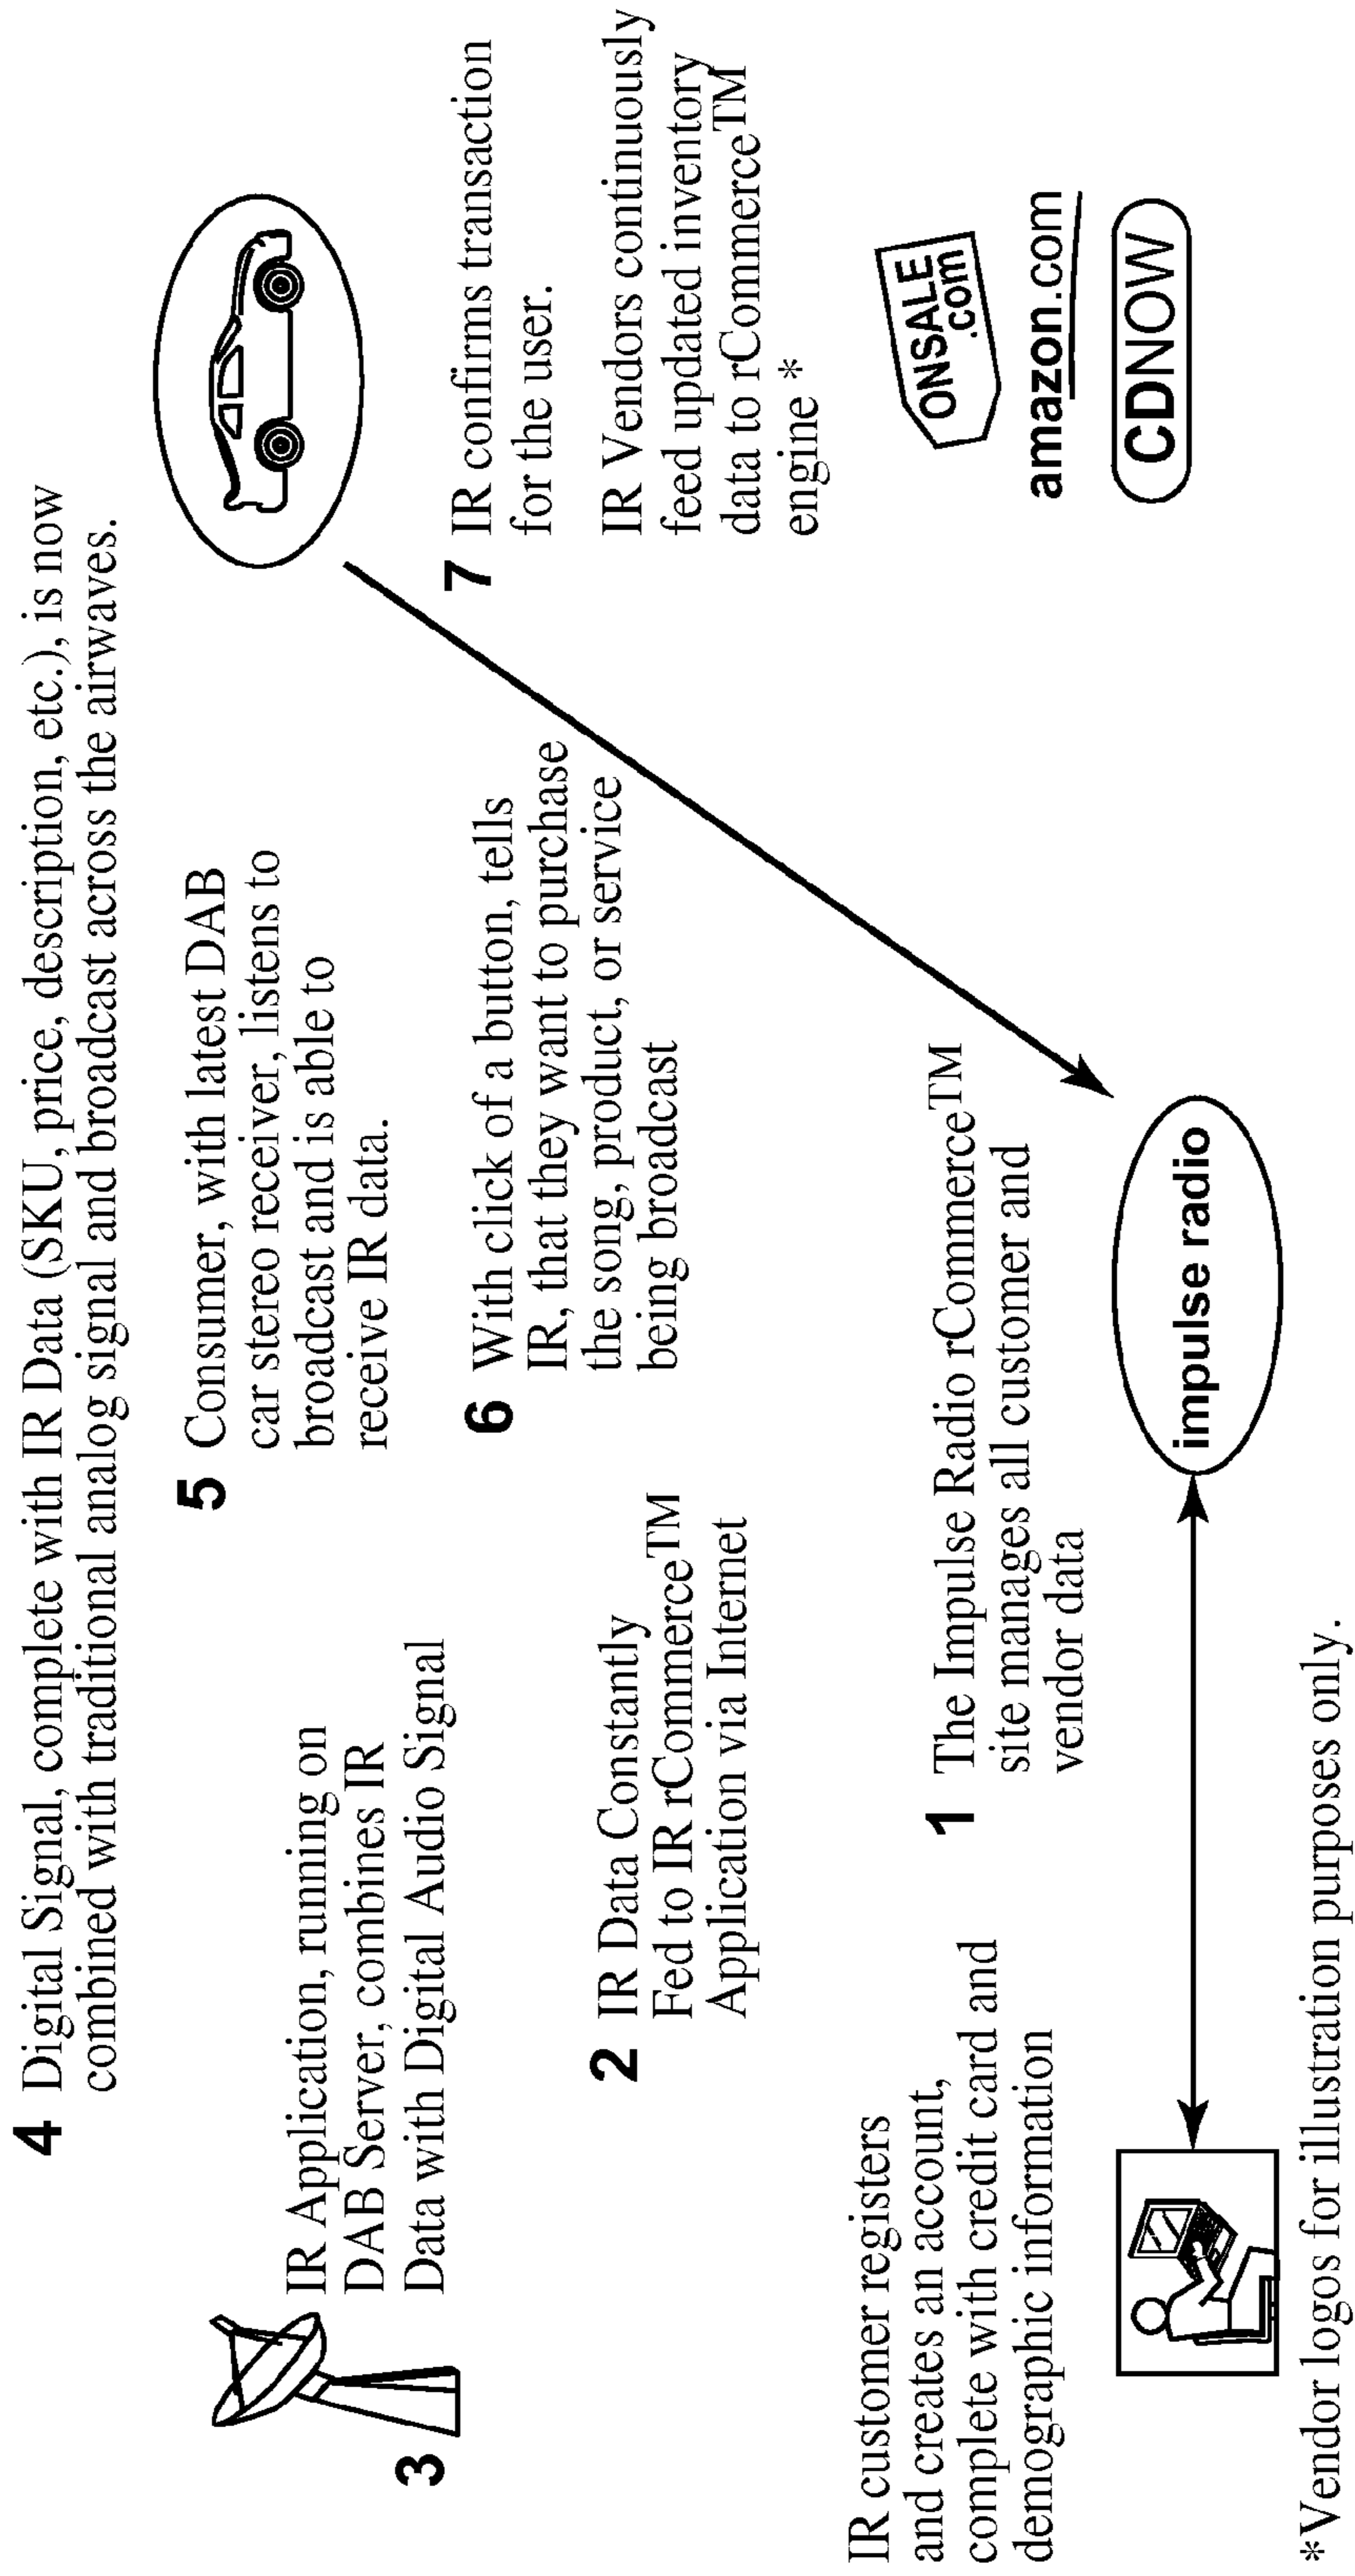 4 Digital Signal, complete with IR Data (SKU, price, description, etc.), is now
combined with traditional analog signal and broadcast across the airwaves.
3
IR Application, running on
DAB Server, combines IR
Data with Digital Audio Signal
5 Consumer, with latest DAB
car stereo receiver, listens to
broadcast and is able to
receive IR data.
2 IR Data Constantly
Fed to IR rCommerce™
Application via Internet
6 With click of a button, tells
IR, that they want to purchase
the song, product, or service
being broadcast
7 IR confirms transaction
for the user.
IR Vendors continuously
feed updated inventory
data to rCommerce™
engine *
IR customer registers
and creates an account,
complete with credit card and
demographic information
1 The Impulse Radio rCommerce™
site manages all customer and
vendor data
ONSALE
.com
amazon.com
CDNOW
impulse radio
*Vendor logos for illustration purposes only.